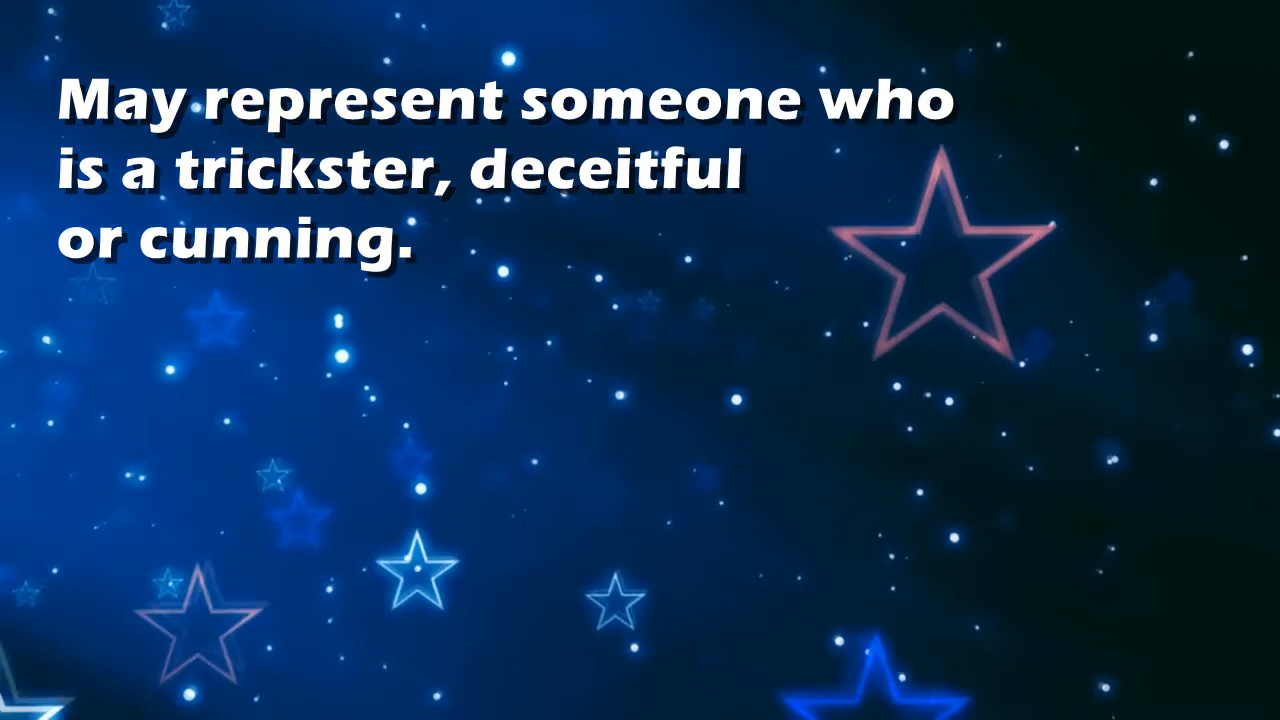 May represent someone who
is a trickster, deceitful
or cunning.